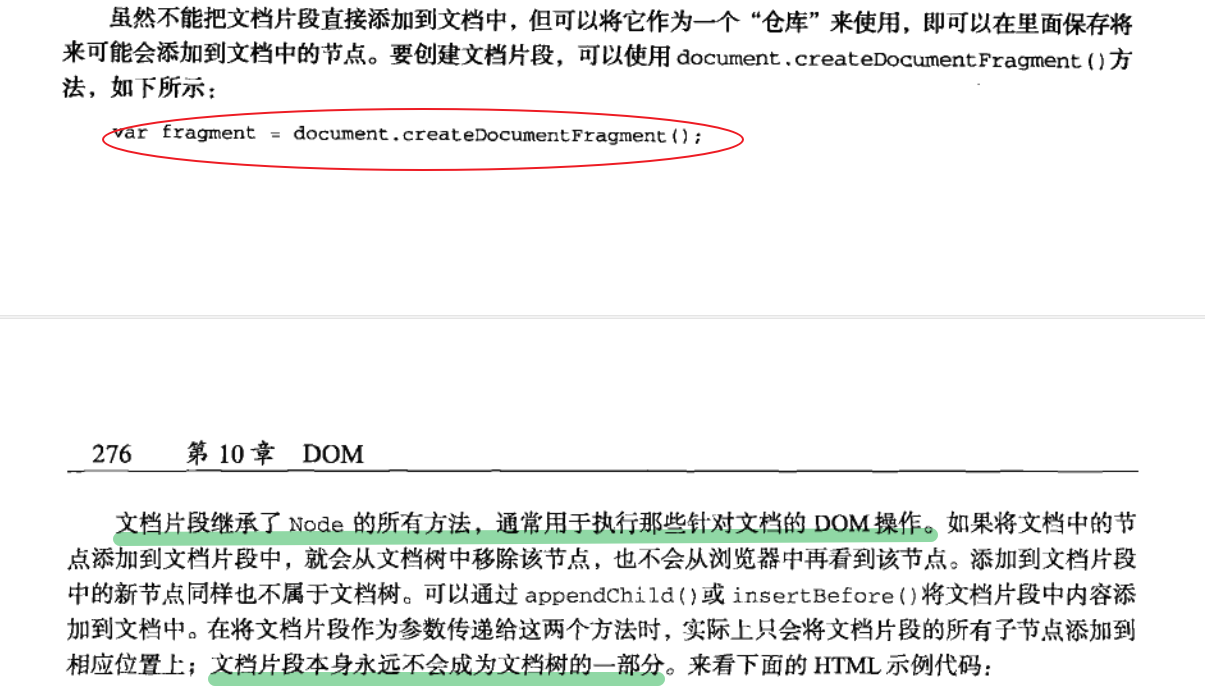 虽然不能把文档片段直接添加到文档中，但可以将它作为一个“仓库”来使用，即可以在里面保存将
来可能会添加到文档中的节点。要创建文档片段，可以使用 document.createDocumentFragment()方
法，如下所示：
var fragment = document.createDocumentFragment();
276 第 10 章 DOM
文档片段继承了 Node 的所有方法，通常用于执行那些针对文档的 DOM 操作。如果将文档中的节
点添加到文档片段中，就会从文档树中移除该节点，也不会从浏览器中再看到该节点。添加到文档片段
中的新节点同样也不属于文档树。可以通过 appendChild()或 insertBefore()将文档片段中内容添
加到文档中。在将文档片段作为参数传递给这两个方法时，实际上只会将文档片段的所有子节点添加到
相应位置上；文档片段本身永远不会成为文档树的一部分。来看下面的 HTML 示例代码：